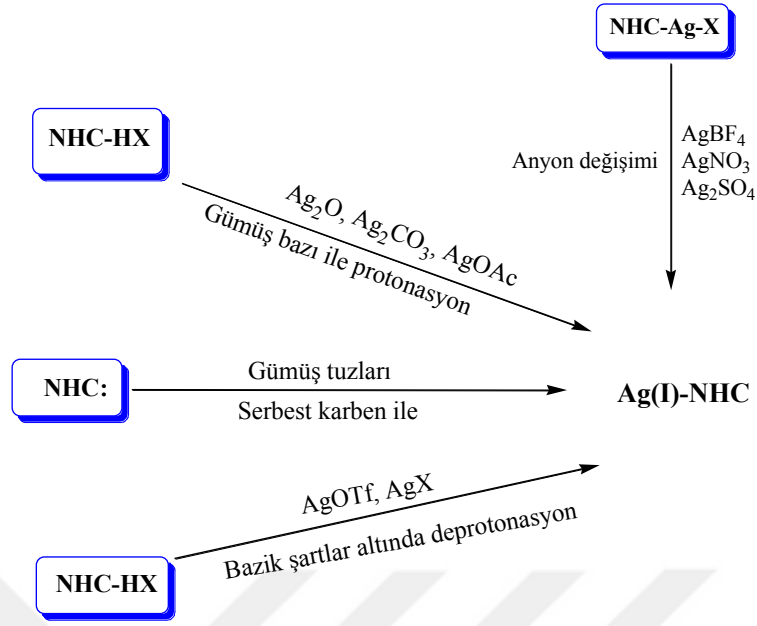 NHC-Ag-X
NHC-HX
Anyon değişimi
AgBF₄
AgNO₃
Ag₂SO₄
Ag₂O, Ag₂CO₃, AgOAc
Gümüş bazı ile protonasyon
NHC:
Gümüş tuzları
Serbest karben ile
Ag(I)-NHC
AgOTf, AgX
Bazik şartlar altında deprotonasyon
NHC-HX